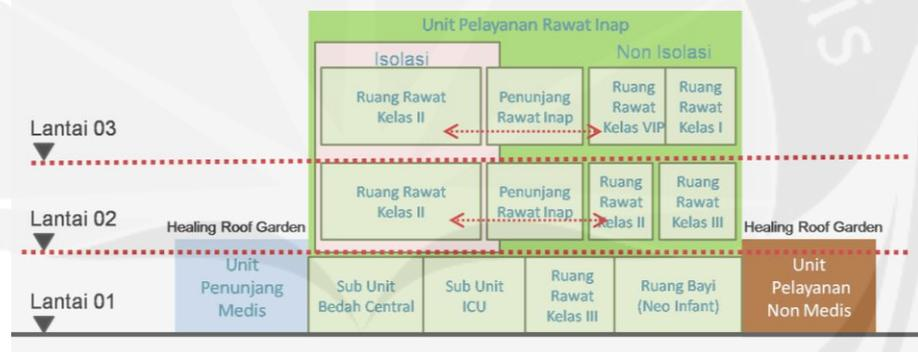 Unit Pelayanan Rawat Inap
Isolasi
Non Isolasi
Lantai 03
Ruang Rawat
Kelas II
Penunjang
Rawat Inap
Ruang
Rawat
Kelas VIP
Ruang
Rawat
Kelas I
Lantai 02
Healing Roof Garden
Ruang Rawat
Kelas II
Penunjang
Rawat Inap
Ruang
Rawat
Kelas II
Ruang
Rawat
Kelas III
Healing Roof Garden
Lantai 01
Unit
Penunjang
Medis
Sub Unit
Bedah Central
Sub Unit
ICU
Ruang
Rawat
Kelas III
Ruang Bayi
(Neo Infant)
Unit
Pelayanan
Non Medis